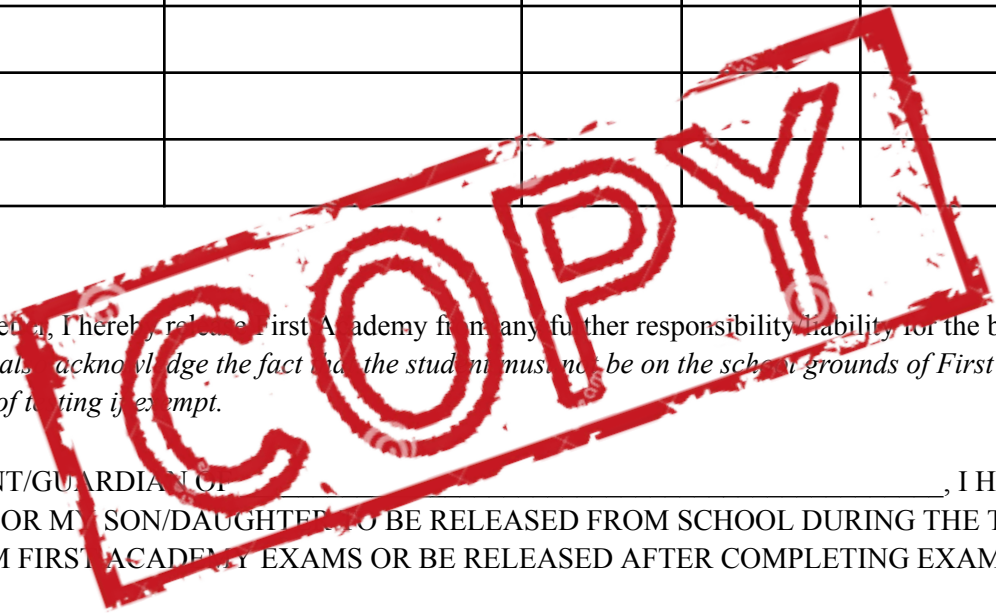 I hereby release First Academy from any further responsibility/liability for the
acknowledge the fact that the student must not be on the school grounds of First
of testing if exempt.
NT/GUARDIAN OF ______________________________, I H
OR MY SON/DAUGHTER TO BE RELEASED FROM SCHOOL DURING THE T
M FIRST ACADEMY EXAMS OR BE RELEASED AFTER COMPLETING EXAM
COPY